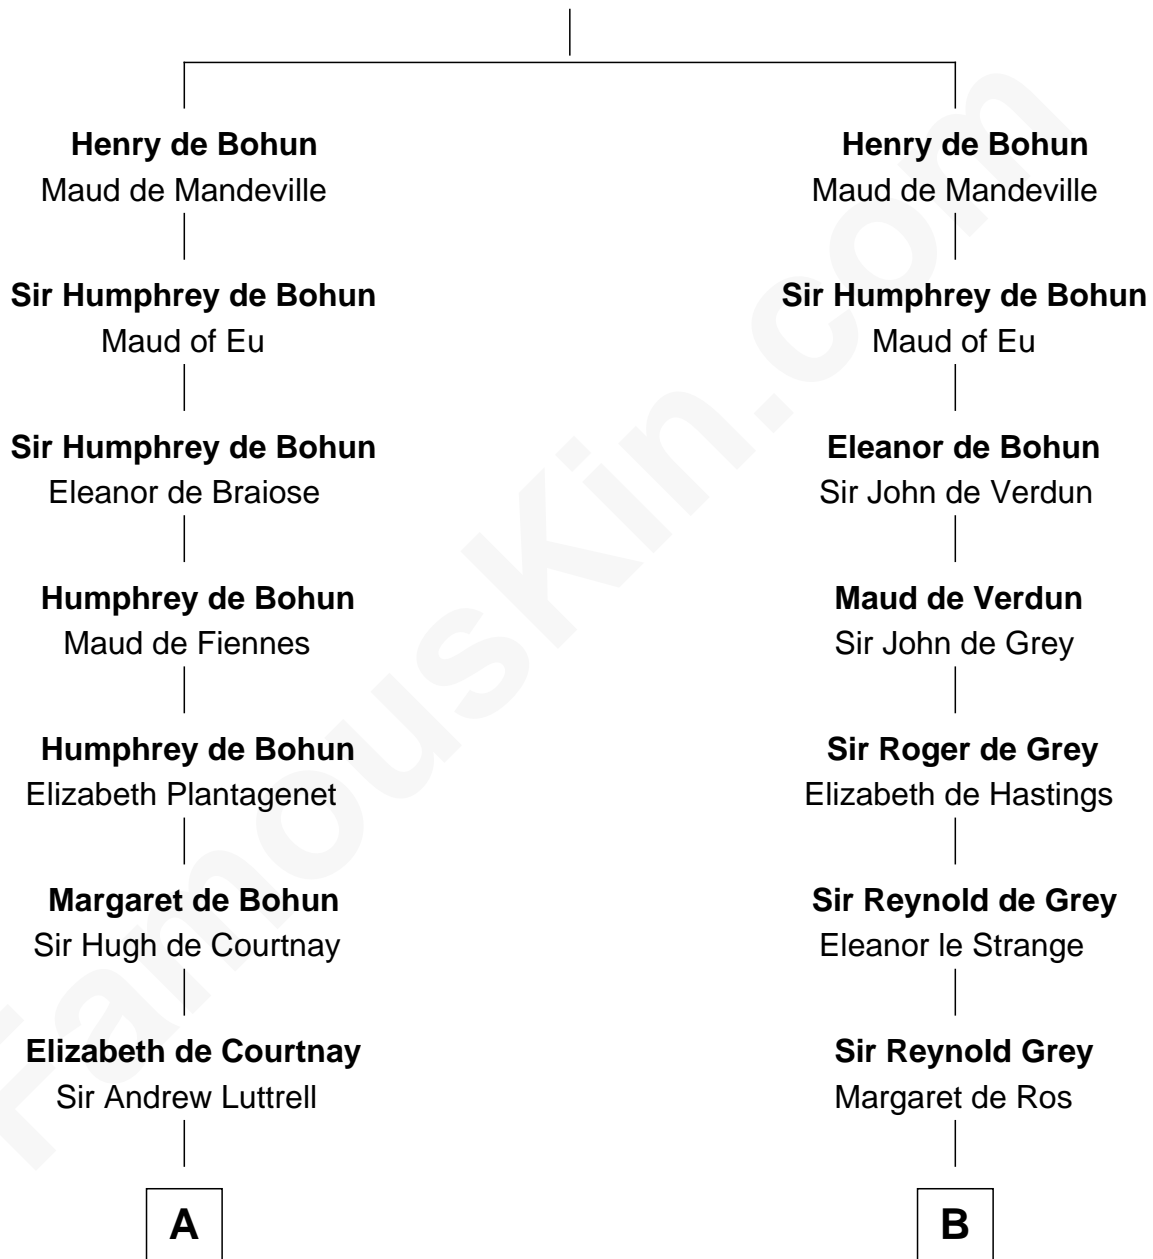 Henry de Bohun
Maud de Mandeville
Sir Humphrey de Bohun
Maud of Eu
Sir Humphrey de Bohun
Eleanor de Braiose
Humphrey de Bohun
Maud de Fiennes
Humphrey de Bohun
Elizabeth Plantagenet
Margaret de Bohun
Sir Hugh de Courtnay
Elizabeth de Courtnay
Sir Andrew Luttrell
A
Henry de Bohun
Maud de Mandeville
Sir Humphrey de Bohun
Maud of Eu
Eleanor de Bohun
Sir John de Verdun
Maud de Verdun
Sir John de Grey
Sir Roger de Grey
Elizabeth de Hastings
Sir Reynold de Grey
Eleanor le Strange
Sir Reynold Grey
Margaret de Ros
B
FamousKin.com